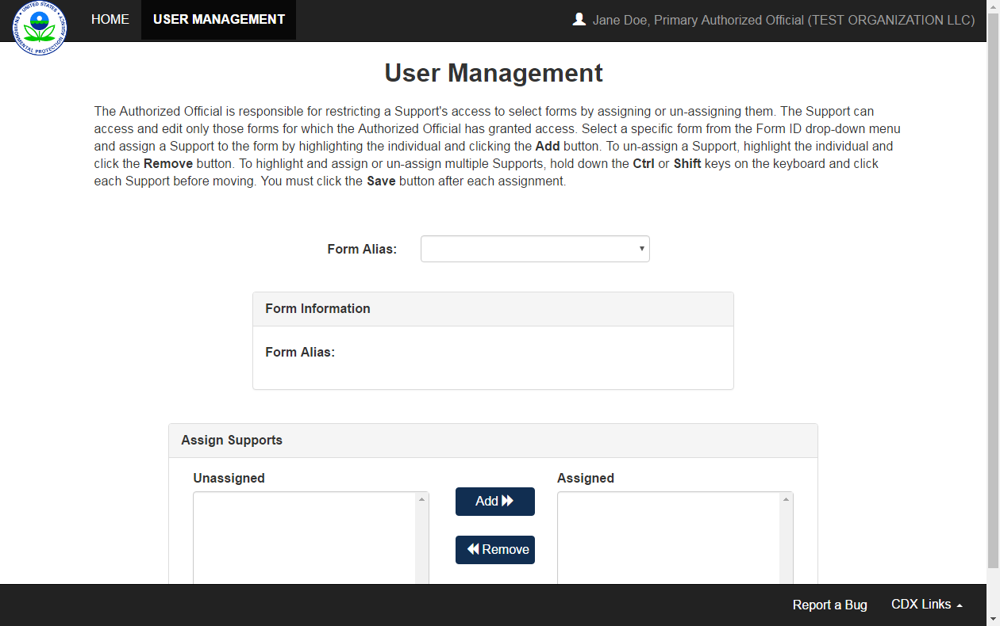 UNITED STATES
ENVIRONMENTAL PROTECTION AGENCY
HOME
USER MANAGEMENT
Jane Doe, Primary Authorized Official (TEST ORGANIZATION LLC)
User Management
The Authorized Official is responsible for restricting a Support's access to select forms by assigning or un-assigning them. The Support can
access and edit only those forms for which the Authorized Official has granted access. Select a specific form from the Form ID drop-down menu
and assign a Support to the form by highlighting the individual and clicking the Add button. To un-assign a Support, highlight the individual and
click the Remove button. To highlight and assign or un-assign multiple Supports, hold down the Ctrl or Shift keys on the keyboard and click
each Support before moving. You must click the Save button after each assignment.
Form Alias:
Form Information
Form Alias:
Assign Supports
Unassigned
Assigned
Add
Remove
Report a Bug
CDX Links